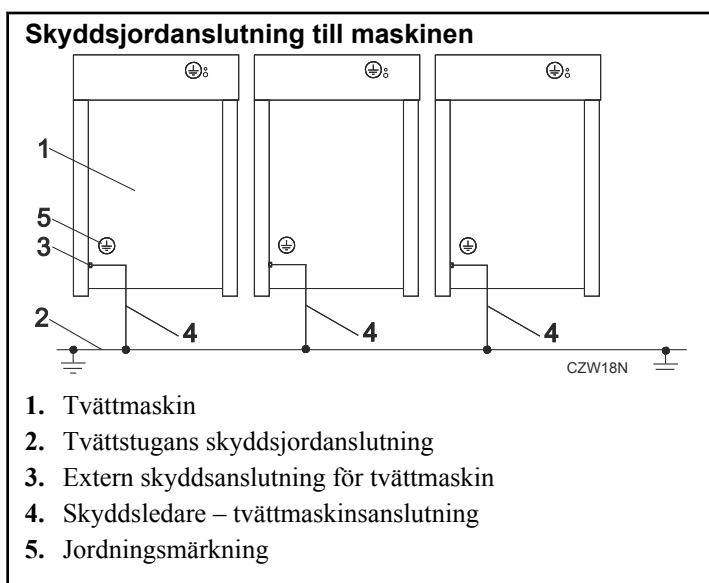 Skyddsjordanslutning till maskinen
1
5
3
2
4
4
4
CZW18N
1. Tvättmaskin
2. Tvättstugans skyddsjordanslutning
3. Extern skyddsanslutning för tvättmaskin
4. Skyddsledare – tvättmaskinsanslutning
5. Jordningsmärkning